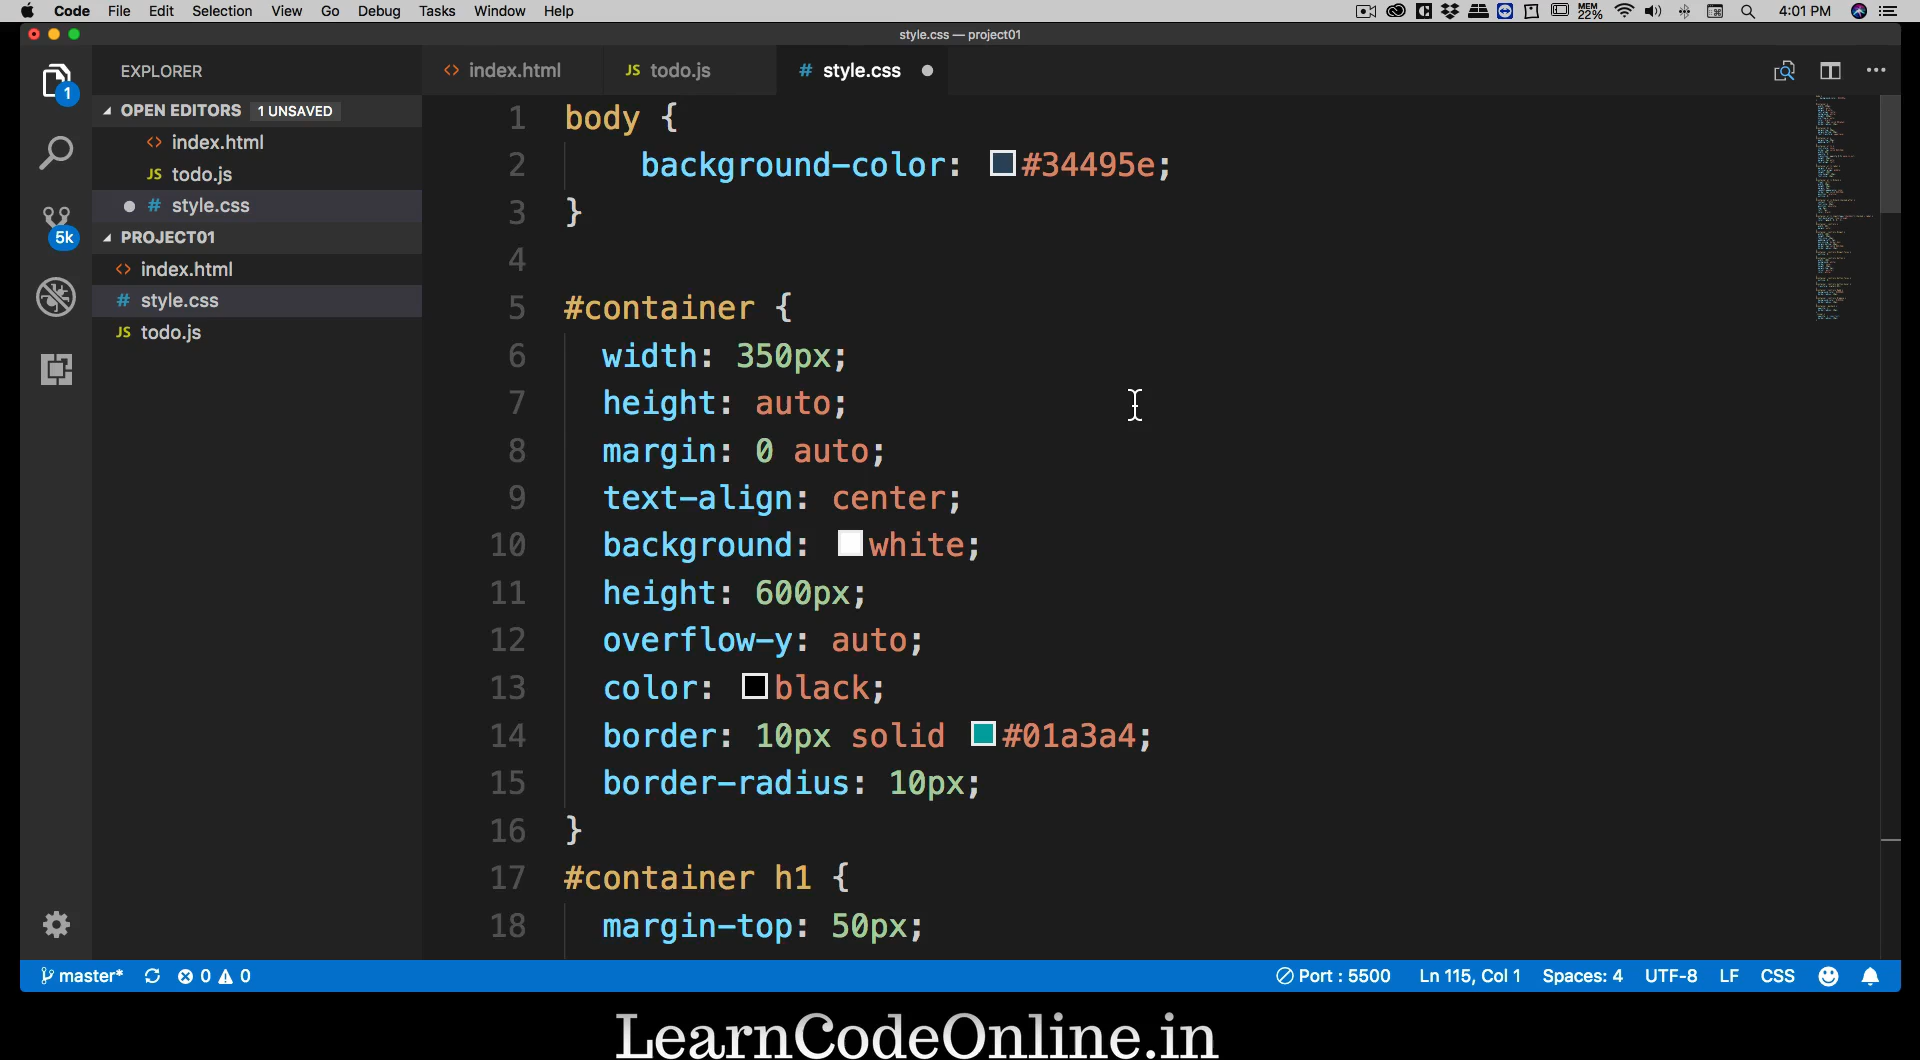 Code File Edit Selection View Go Debug Tasks Window Help MEM 22% 4:01 PM
style.css — project01
EXPLORER
OPEN EDITORS 1 UNSAVED
<> index.html
JS todo.js
# style.css
PROJECT01
<> index.html
# style.css
JS todo.js
1
5k
<> index.html JS todo.js # style.css
1 body {
2 background-color: #34495e;
3 }
4
5 #container {
6 width: 350px;
7 height: auto;
8 margin: 0 auto;
9 text-align: center;
10 background: white;
11 height: 600px;
12 overflow-y: auto;
13 color: black;
14 border: 10px solid #01a3a4;
15 border-radius: 10px;
16 }
17 #container h1 {
18 margin-top: 50px;
master* 0 0 Port : 5500 Ln 115, Col 1 Spaces: 4 UTF-8 LF CSS
LearnCodeOnline.in